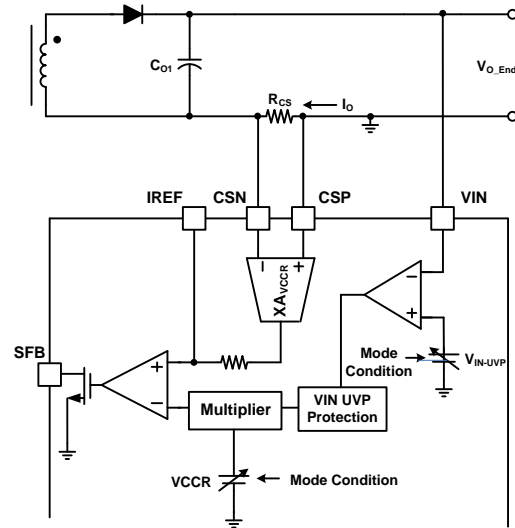 CO1
RCS
IO
VO_End
IREF
CSN
CSP
VIN
XAVCCR
SFB
Mode
Condition
VIN-UVP
Multiplier
VIN UVP
Protection
VCCR
Mode Condition